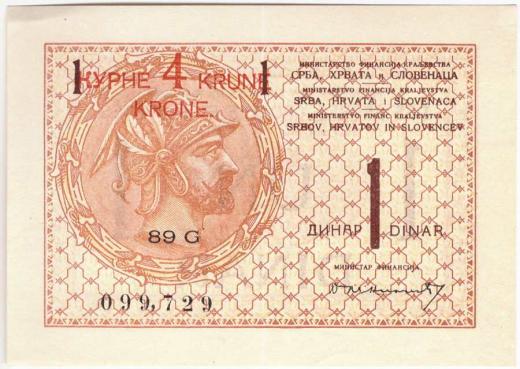 1 КРУНЕ 4 KRUNE 1
KRONE.
МИНИСТАРСТВО ФИНАНСИЈА КРАЉЕВСТВА
СРБА, ХРВАТА и СЛОВЕНАЦА
MINISTARSTVO FINANCIJA KRALJEVSTVA
SRBA, HRVATA I SLOVENACA
MINISTERSTVO FINANC KRALJEVSTVA
SRBOV, HRVATOV IN SLOVENCEV
ДИНАР 1 DINAR
89 G
МИНИСТАР ФИНАНСИЈА
099,729